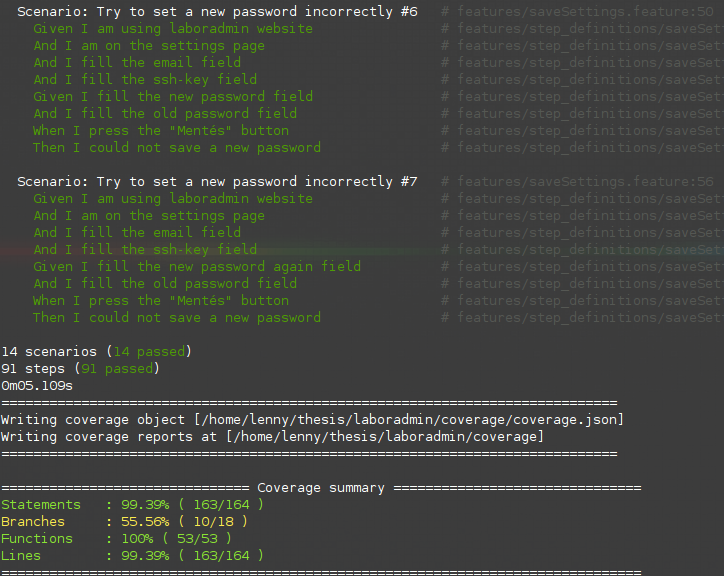 Scenario: Try to set a new password incorrectly #6 # features/saveSettings.feature:50
Given I am using laboradmin website # features/step_definitions/saveSet
And I am on the settings page # features/step_definitions/saveSet
And I fill the email field # features/step_definitions/saveSet
And I fill the ssh-key field # features/step_definitions/saveSet
Given I fill the new password field # features/step_definitions/saveSet
And I fill the old password field # features/step_definitions/saveSet
When I press the "Mentés" button # features/step_definitions/saveSet
Then I could not save a new password # features/step_definitions/saveSet
Scenario: Try to set a new password incorrectly #7 # features/saveSettings.feature:56
Given I am using laboradmin website # features/step_definitions/saveSet
And I am on the settings page # features/step_definitions/saveSet
And I fill the email field # features/step_definitions/saveSet
And I fill the ssh-key field # features/step_definitions/saveSet
Given I fill the new password again field # features/step_definitions/saveSet
And I fill the old password field # features/step_definitions/saveSet
When I press the "Mentés" button # features/step_definitions/saveSet
Then I could not save a new password # features/step_definitions/saveSet
14 scenarios (14 passed)
91 steps (91 passed)
0m05.109s
=============================================================================
Writing coverage object [/home/lenny/thesis/laboradmin/coverage/coverage.json]
Writing coverage reports at [/home/lenny/thesis/laboradmin/coverage]
=============================================================================
=============================== Coverage summary ===============================
Statements : 99.39% ( 163/164 )
Branches : 55.56% ( 10/18 )
Functions : 100% ( 53/53 )
Lines : 99.39% ( 163/164 )
================================================================================